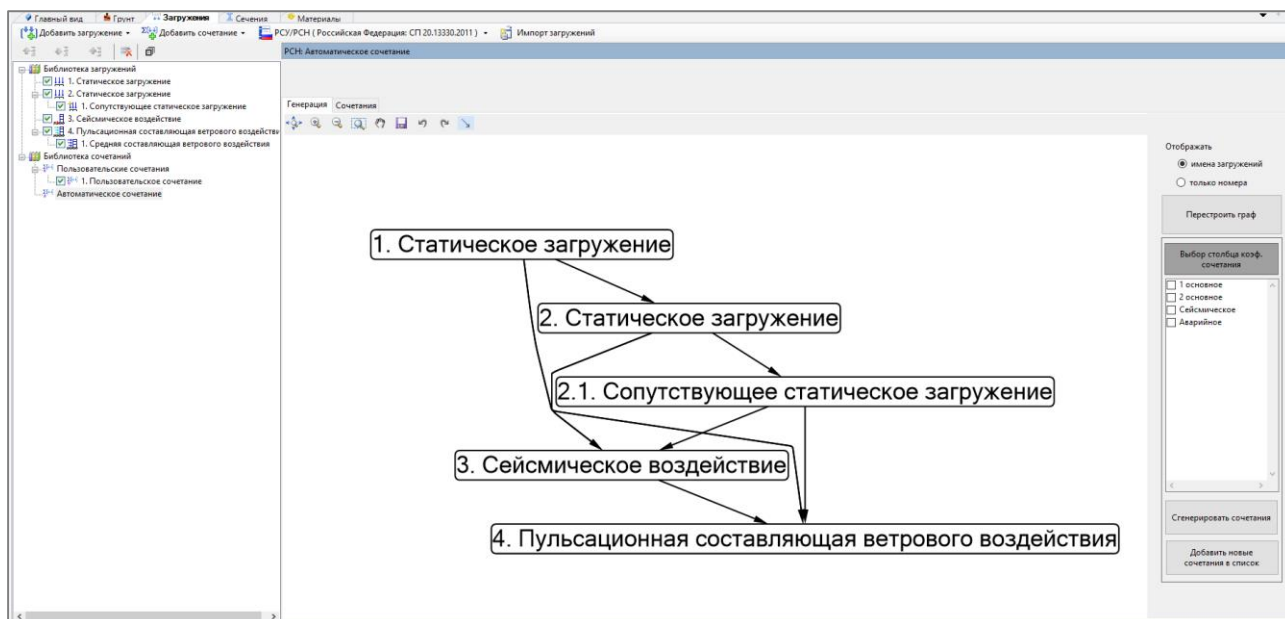 Главный вид Грунт Загружения Сечения Материалы
Добавить загружение Добавить сочетание РСУ/РСН ( Российская Федерация: СП 20.13330.2011 ) Импорт загружений
РСН: Автоматическое сочетание
Библиотека загружений
1. Статическое загружение
2. Статическое загружение
1. Сопутствующее статическое загружение
3. Сейсмическое воздействие
4. Пульсационная составляющая ветрового воздействи
1. Средняя составляющая ветрового воздействия
Библиотека сочетаний
Пользовательские сочетания
1. Пользовательское сочетание
Автоматическое сочетание
Генерация Сочетания
1. Статическое загружение
2. Статическое загружение
2.1. Сопутствующее статическое загружение
3. Сейсмическое воздействие
4. Пульсационная составляющая ветрового воздействия
Отображать
имена загружений
только номера
Перестроить граф
Выбор столбца коэф.
сочетания
1 основное
2 основное
Сейсмическое
Аварийное
Сгенерировать сочетания
Добавить новые
сочетания в список